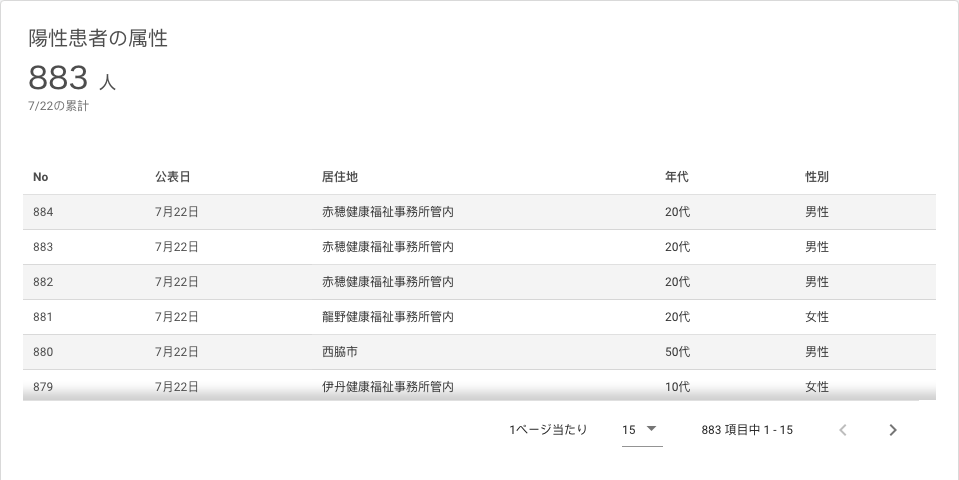 陽性患者の属性
883 人
7/22の累計
No 公表日 居住地 年代 性別
884 7月22日 赤穂健康福祉事務所管内 20代 男性
883 7月22日 赤穂健康福祉事務所管内 20代 男性
882 7月22日 赤穂健康福祉事務所管内 20代 男性
881 7月22日 龍野健康福祉事務所管内 20代 女性
880 7月22日 西脇市 50代 男性
879 7月22日 伊丹健康福祉事務所管内 10代 女性
1ページ当たり 15 883 項目中 1 - 15